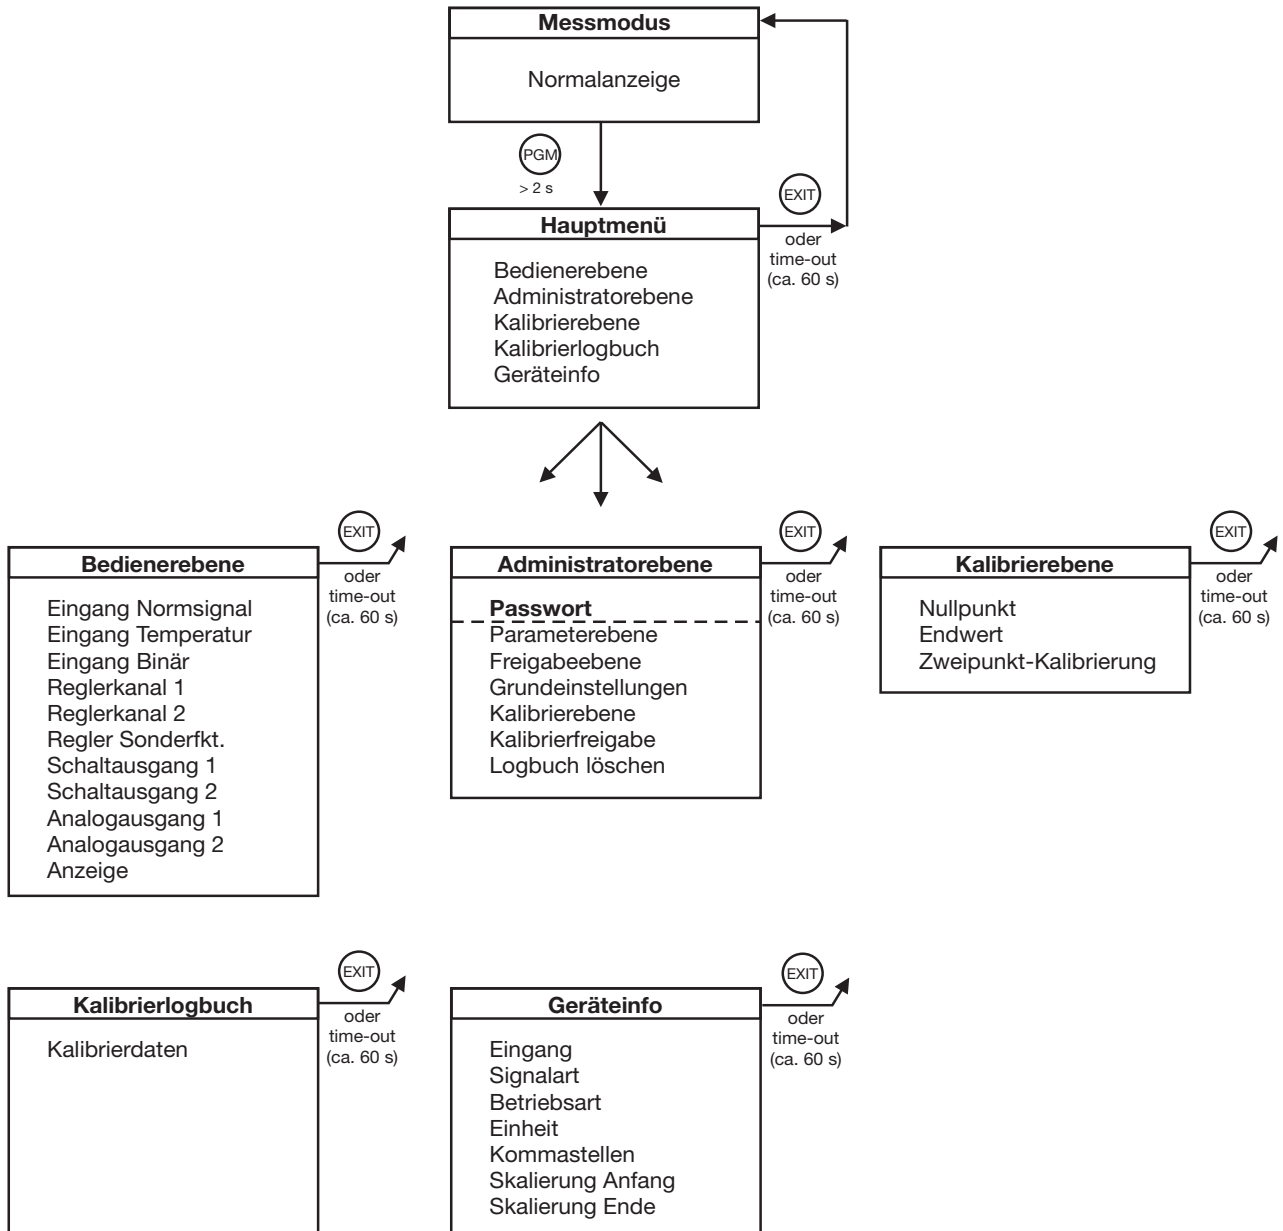 Messmodus
Normalanzeige
PGM
> 2 s
EXIT
oder
time-out
(ca. 60 s)
Hauptmenü
Bedienerebene
Administratorebene
Kalibrierebene
Kalibrierlogbuch
Geräteinfo
EXIT
oder
time-out
(ca. 60 s)
Bedienerebene
Eingang Normsignal
Eingang Temperatur
Eingang Binär
Reglerkanal 1
Reglerkanal 2
Regler Sonderfkt.
Schaltausgang 1
Schaltausgang 2
Analogausgang 1
Analogausgang 2
Anzeige
EXIT
oder
time-out
(ca. 60 s)
Administratorebene
Passwort
Parameterebene
Freigabeebene
Grundeinstellungen
Kalibrierebene
Kalibrierfreigabe
Logbuch löschen
EXIT
oder
time-out
(ca. 60 s)
Kalibrierebene
Nullpunkt
Endwert
Zweipunkt-Kalibrierung
EXIT
oder
time-out
(ca. 60 s)
Kalibrierlogbuch
Kalibrierdaten
EXIT
oder
time-out
(ca. 60 s)
Geräteinfo
Eingang
Signalart
Betriebsart
Einheit
Kommastellen
Skalierung Anfang
Skalierung Ende